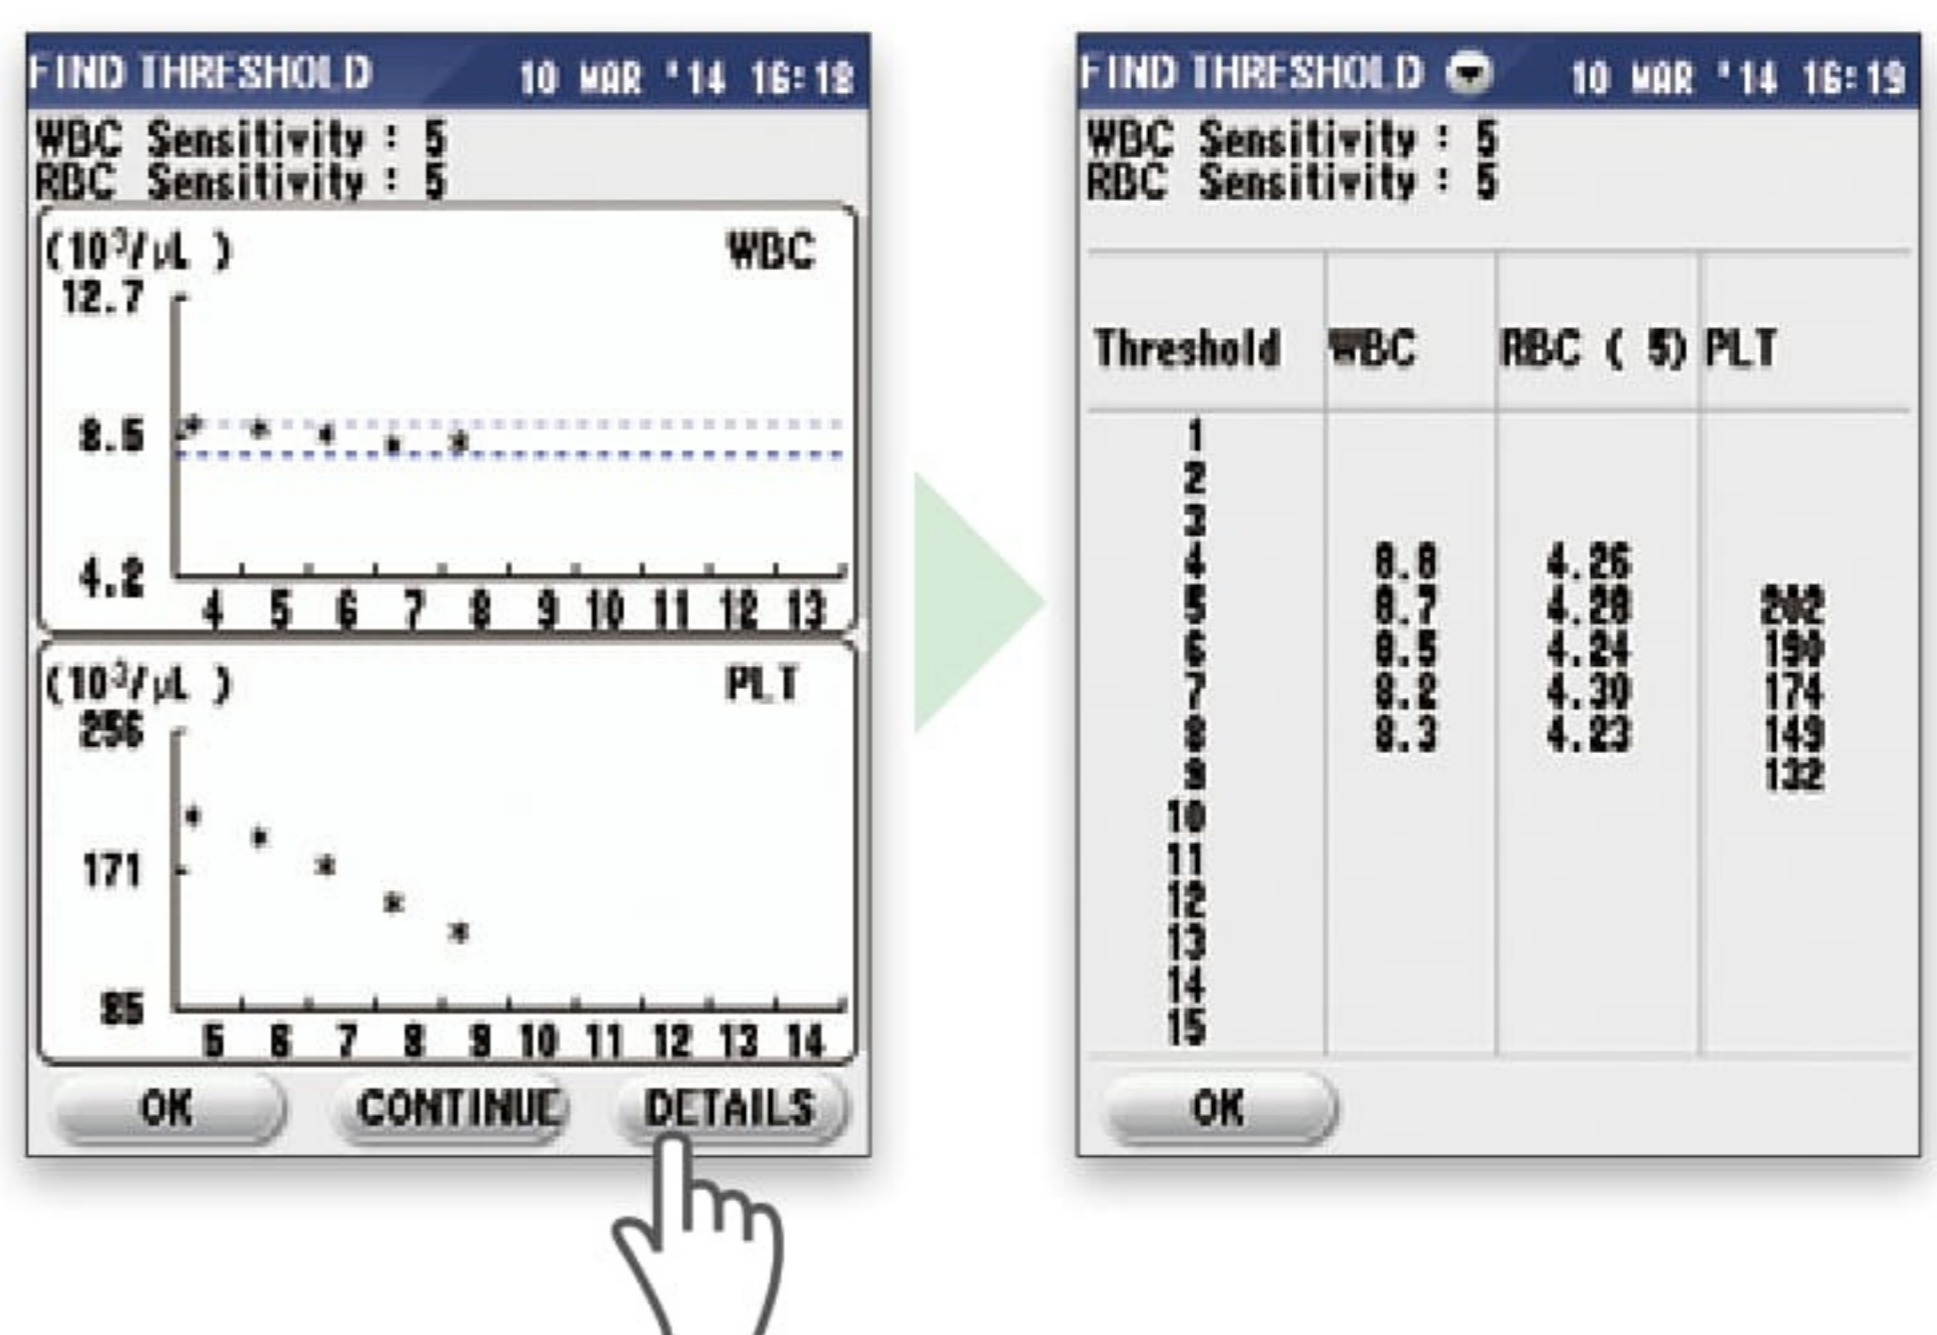 FIND THRESHOLD 10 MAR '14 16:18
WBC Sensitivity : 5
RBC Sensitivity : 5
(10³/μL ) WBC
12.7
8.5
4.2
4 5 6 7 8 9 10 11 12 13
(10³/μL ) PLT
256
171
85
5 6 7 8 9 10 11 12 13 14
OK CONTINUE DETAILS
FIND THRESHOLD 10 MAR '14 16:19
WBC Sensitivity : 5
RBC Sensitivity : 5
Threshold WBC RBC ( 5) PLT
1
2
3
4 8.8 4.26
5 8.7 4.28 202
6 8.5 4.24 190
7 8.2 4.30 174
8 8.3 4.23 149
9 132
10
11
12
13
14
15
OK